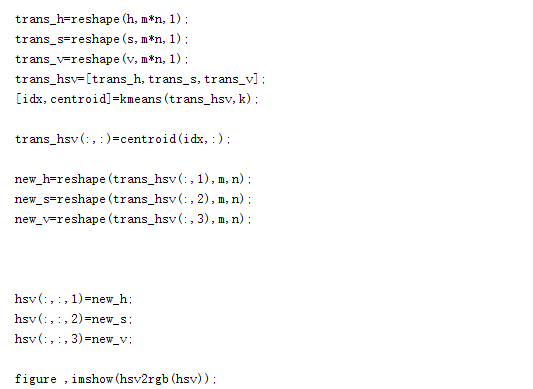 trans_h=reshape(h,m*n,1);
trans_s=reshape(s,m*n,1);
trans_v=reshape(v,m*n,1);
trans_hsv=[trans_h,trans_s,trans_v];
[idx,centroid]=kmeans(trans_hsv,k);
trans_hsv(:,:)=centroid(idx,:);
new_h=reshape(trans_hsv(:,1),m,n);
new_s=reshape(trans_hsv(:,2),m,n);
new_v=reshape(trans_hsv(:,3),m,n);
hsv(:,:,1)=new_h;
hsv(:,:,2)=new_s;
hsv(:,:,3)=new_v;
figure ,imshow(hsv2rgb(hsv));